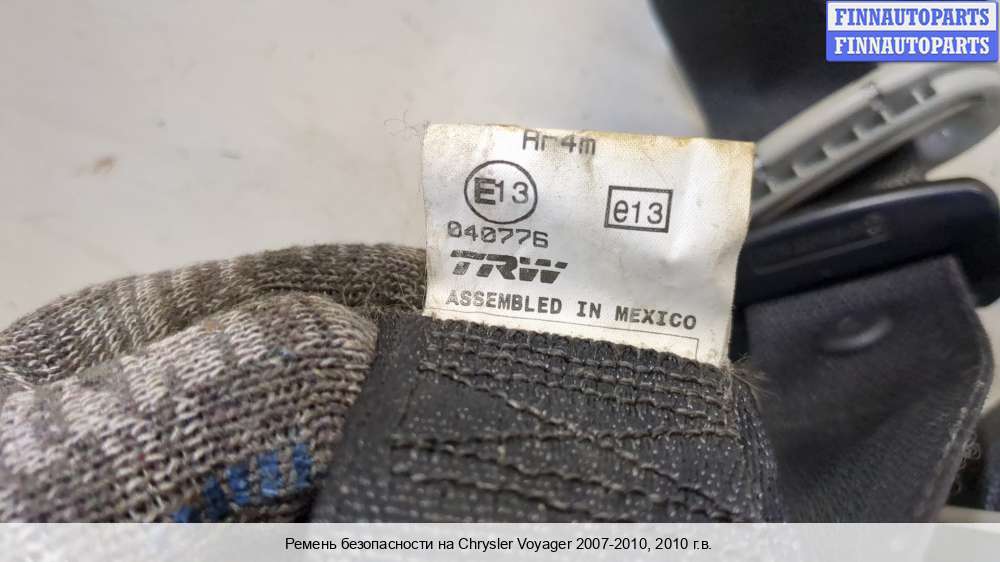 FINNAUTOPARTS
FINNAUTOPARTS
Ar4m
E13
e13
040776
TRW
ASSEMBLED IN MEXICO
Ремень безопасности на Chrysler Voyager 2007-2010, 2010 г.в.